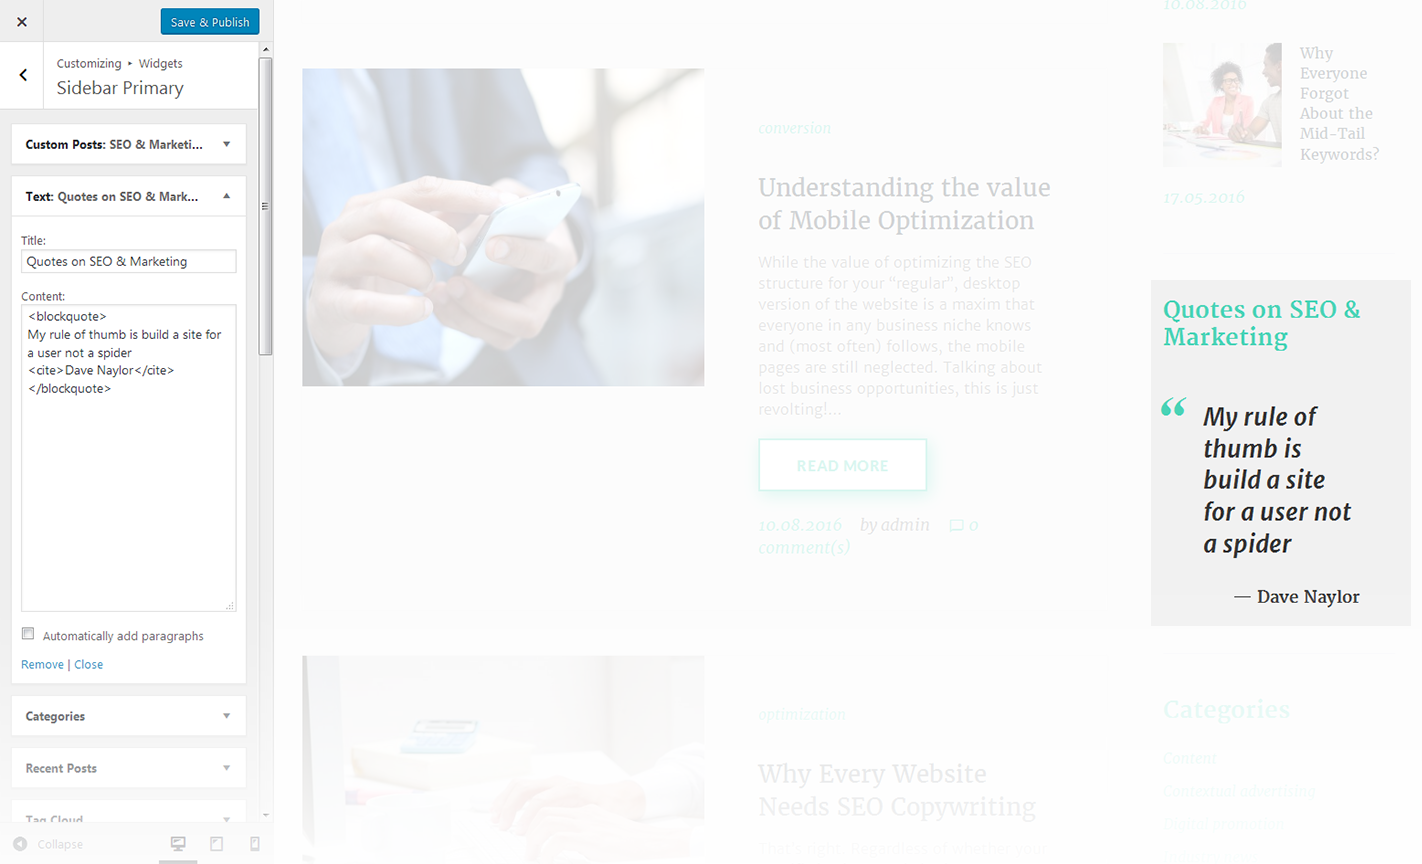 Save & Publish
Customizing ▸ Widgets
Sidebar Primary
Custom Posts: SEO & Marketi...
Text: Quotes on SEO & Mark...
Title:
Quotes on SEO & Marketing
Content:
<blockquote>
My rule of thumb is build a site for
a user not a spider
<cite>Dave Naylor</cite>
</blockquote>
Automatically add paragraphs
Remove | Close
Categories
Recent Posts
Tag Cloud
Collapse
conversion
Understanding the value
of Mobile Optimization
While the value of optimizing the SEO
structure for your “regular”, desktop
version of the website is a maxim that
everyone in any business niche knows
and (most often) follows, the mobile
pages are still neglected. Talking about
lost business opportunities, this is just
revolting!...
READ MORE
10.08.2016 by admin 0
comment(s)
optimization
Why Every Website
Needs SEO Copywriting
That's right. Regardless of whether your
10.08.2016
Why
Everyone
Forgot
About the
Mid-Tail
Keywords?
17.05.2016
Quotes on SEO &
Marketing
“ My rule of
thumb is
build a site
for a user not
a spider
— Dave Naylor
Categories
Content
Contextual advertising